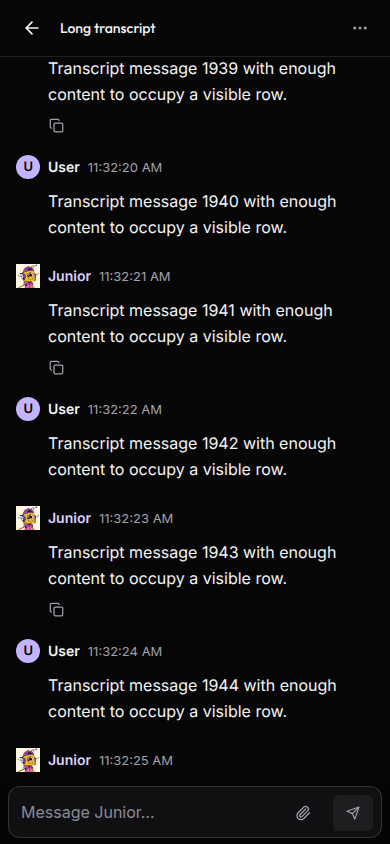 Long transcript
Transcript message 1939 with enough
content to occupy a visible row.
U User 11:32:20 AM
Transcript message 1940 with enough
content to occupy a visible row.
Junior 11:32:21 AM
Transcript message 1941 with enough
content to occupy a visible row.
U User 11:32:22 AM
Transcript message 1942 with enough
content to occupy a visible row.
Junior 11:32:23 AM
Transcript message 1943 with enough
content to occupy a visible row.
U User 11:32:24 AM
Transcript message 1944 with enough
content to occupy a visible row.
Junior 11:32:25 AM
Message Junior...